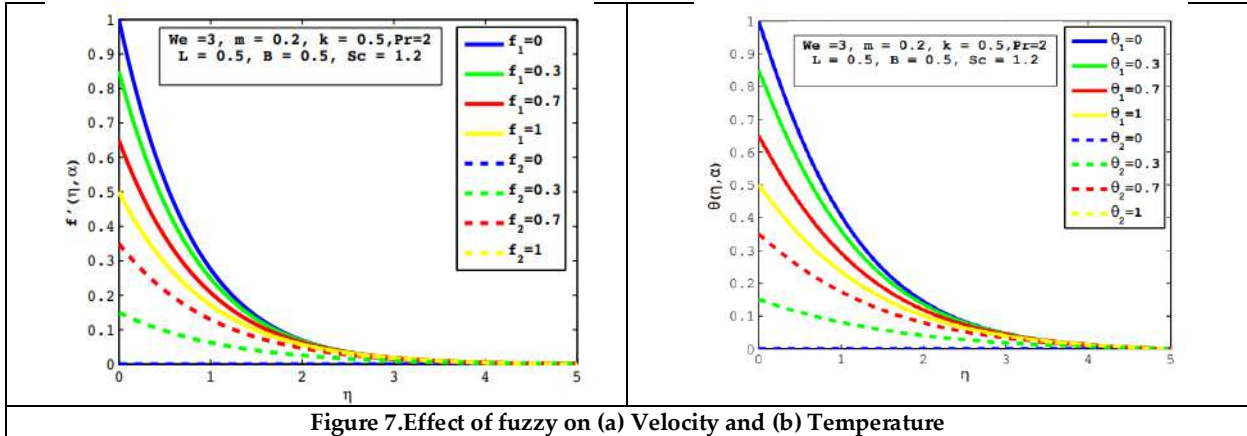 We =3, m = 0.2, k = 0.5,Pr=2
L = 0.5, B = 0.5, Sc = 1.2
f₁=0
f₁=0.3
f₁=0.7
f₁=1
f₂=0
f₂=0.3
f₂=0.7
f₂=1
1
0.9
0.8
0.7
0.6
0.5
0.4
0.3
0.2
0.1
0
f'(η,α)
0 1 2 3 4 5
η
We =3, m = 0.2, k = 0.5,Pr=2
L = 0.5, B = 0.5, Sc = 1.2
θ₁=0
θ₁=0.3
θ₁=0.7
θ₁=1
θ₂=0
θ₂=0.3
θ₂=0.7
θ₂=1
1
0.9
0.8
0.7
0.6
0.5
0.4
0.3
0.2
0.1
0
θ(η,α)
0 1 2 3 4 5
η
Figure 7.Effect of fuzzy on (a) Velocity and (b) Temperature